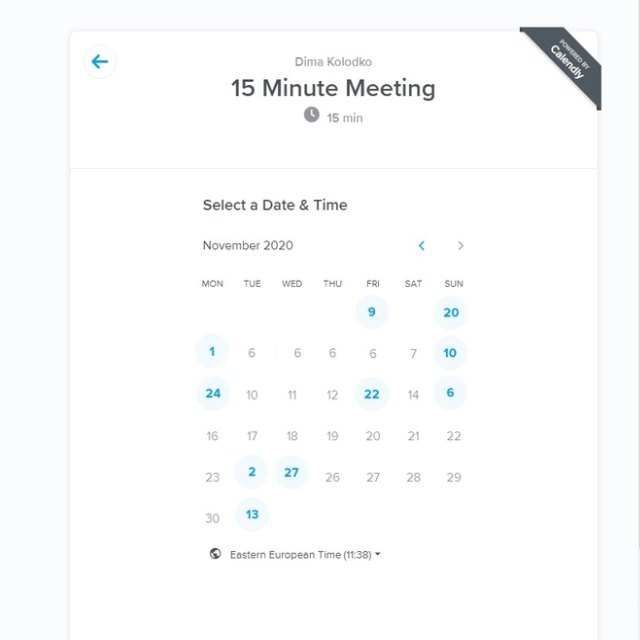 POWERED BY
Calendly
Dima Kolodko
15 Minute Meeting
15 min
Select a Date & Time
November 2020
MON TUE WED THU FRI SAT SUN
9 20
1 6 6 6 6 7 10
24 10 11 12 22 14 6
16 17 18 19 20 21 22
23 2 27 26 27 28 29
30 13
Eastern European Time (11:38)